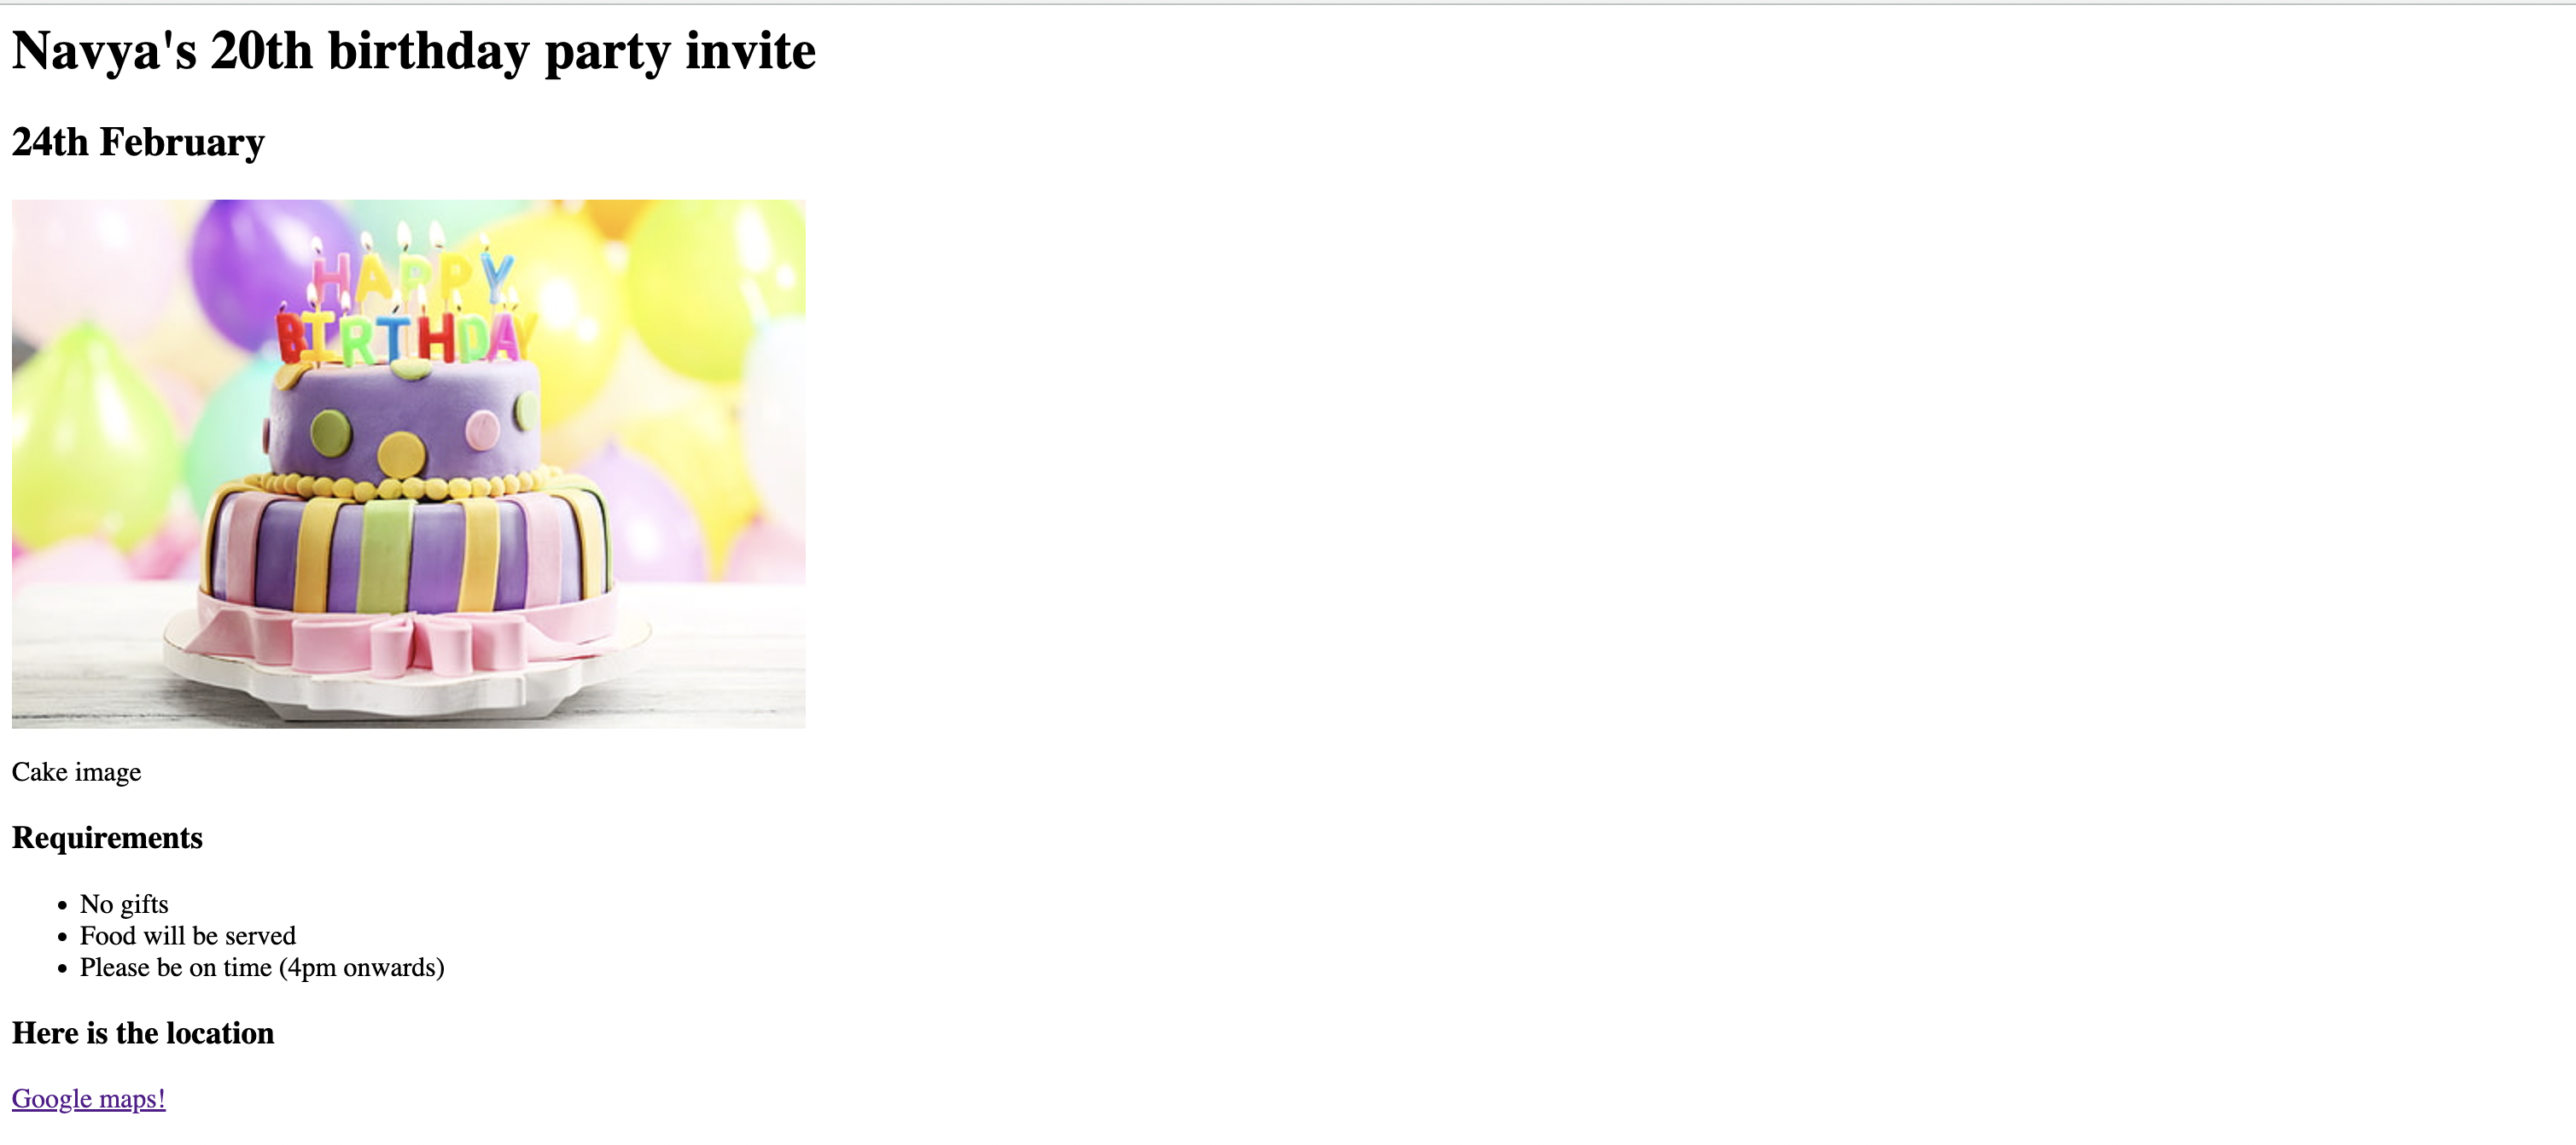 Navya's 20th birthday party invite
24th February
HAPPY
BIRTHDAY
Cake image
Requirements
No gifts
Food will be served
Please be on time (4pm onwards)
Here is the location
Google maps!